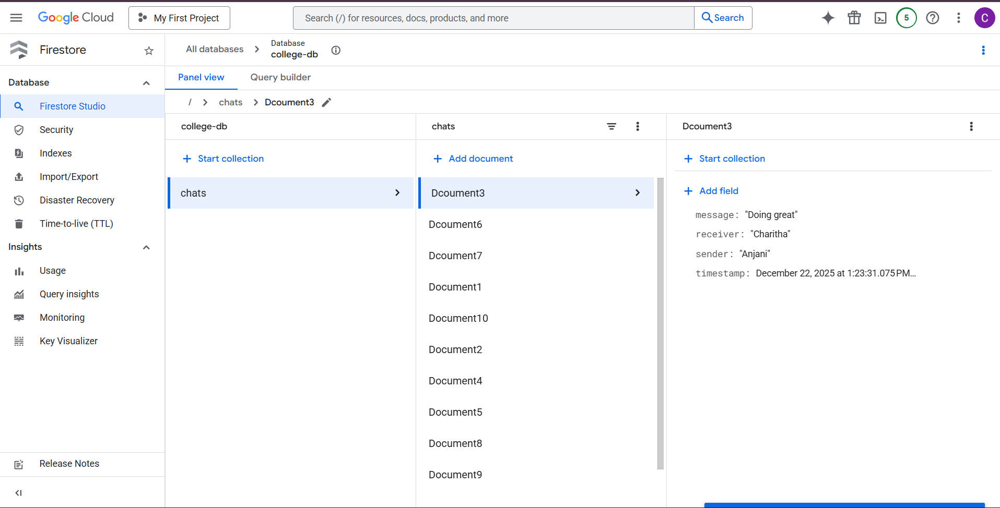 Google Cloud
My First Project
Search (/) for resources, docs, products, and more
Search
5
C
Firestore
All databases
Database
college-db
Database
Firestore Studio
Security
Indexes
Import/Export
Disaster Recovery
Time-to-live (TTL)
Insights
Usage
Query insights
Monitoring
Key Visualizer
Release Notes
Panel view
Query builder
/ chats Dcoument3
college-db
Start collection
chats
chats
Add document
Dcoument3
Dcoument6
Dcoument7
Document1
Document10
Document2
Document4
Document5
Document8
Document9
Dcoument3
Start collection
Add field
message: "Doing great"
receiver: "Charitha"
sender: "Anjani"
timestamp: December 22, 2025 at 1:23:31.075 PM...